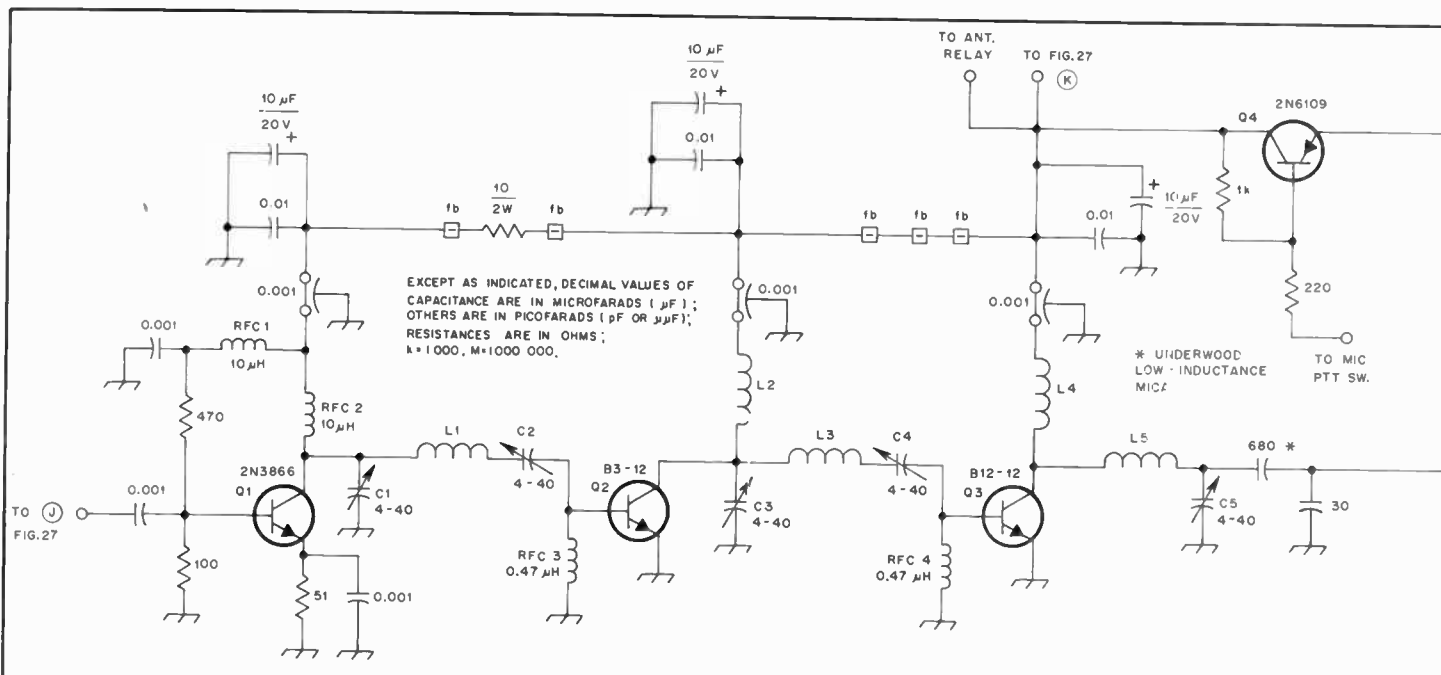 TO ANT.
RELAY
TO FIG.27
K
10 µF
20V
+
0.01
10 µF
20V
+
0.01
Q4
2N6109
1k
+
10 µF
20V
0.01
220
TO MIC
PTT SW.
fb
10
2W
fb
fb
fb
fb
0.001
0.001
0.001
EXCEPT AS INDICATED, DECIMAL VALUES OF
CAPACITANCE ARE IN MICROFARADS ( µF ) ;
OTHERS ARE IN PICOFARADS ( pF OR µµF);
RESISTANCES ARE IN OHMS ;
k=1000, M=1000 000.
* UNDERWOOD
LOW-INDUCTANCE
MICA
0.001
RFC 1
10µH
RFC 2
10µH
470
L2
L4
2N3866
Q1
C1
4-40
L1
C2
4-40
B3-12
Q2
C3
4-40
L3
C4
4-40
B12-12
Q3
L5
680 *
C5
4-40
30
TO J
FIG.27
0.001
100
51
0.001
RFC 3
0.47 µH
RFC 4
0.47 µH